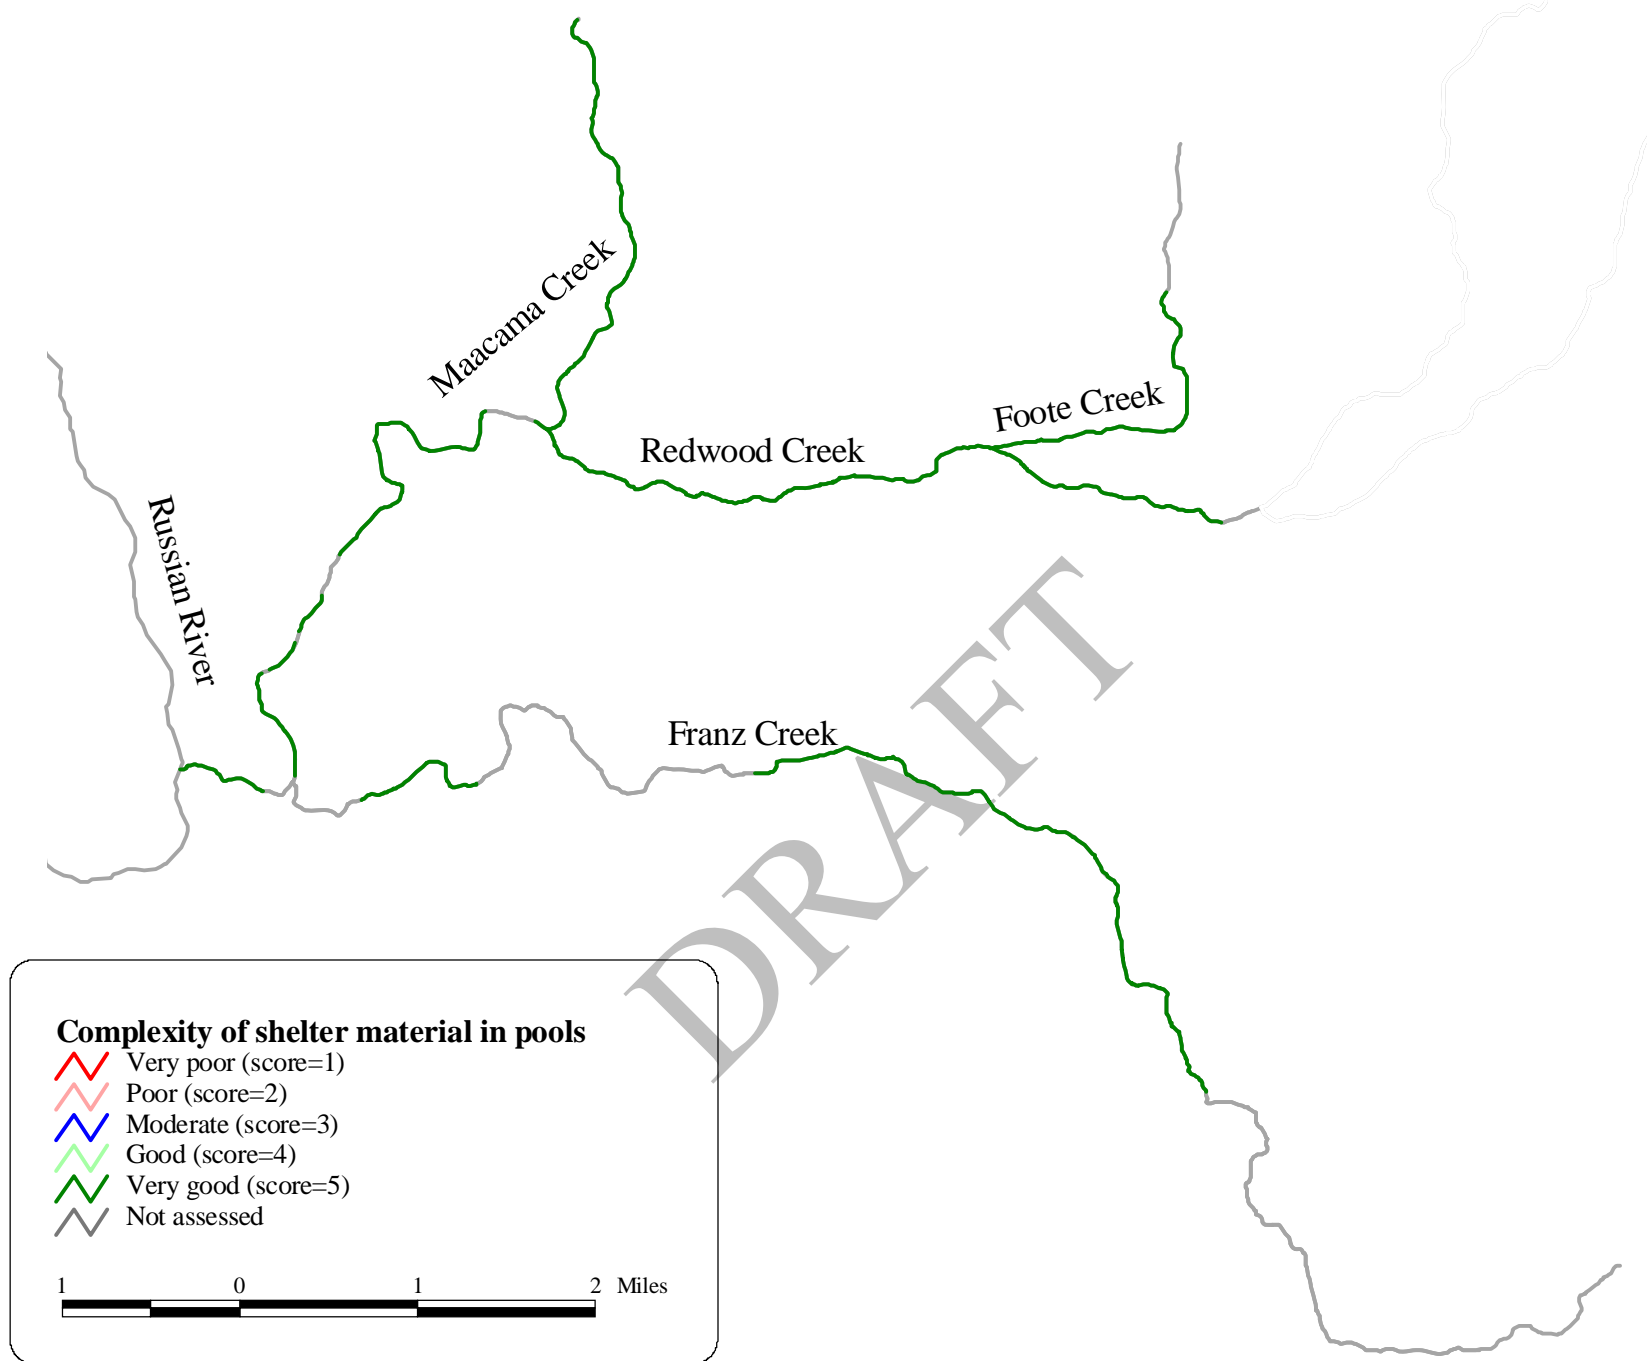 Maacama Creek
Foote Creek
Redwood Creek
Russian River
Franz Creek
DRAFT
Complexity of shelter material in pools
Very poor (score=1)
Poor (score=2)
Moderate (score=3)
Good (score=4)
Very good (score=5)
Not assessed
1 0 1 2 Miles